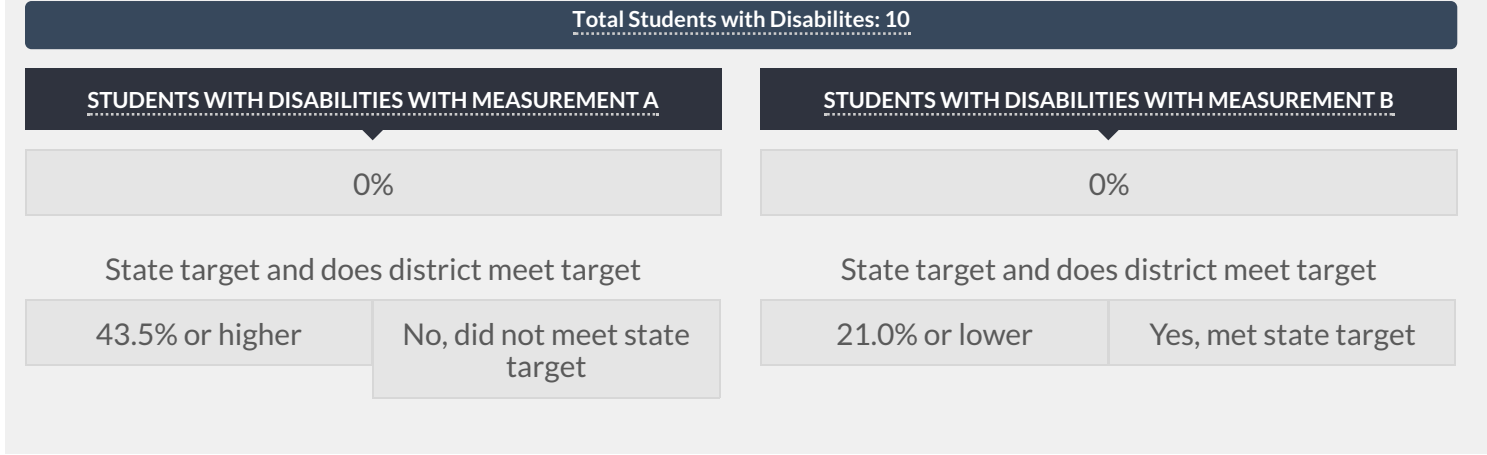 Total Students with Disabilites: 10
STUDENTS WITH DISABILITIES WITH MEASUREMENT A
0%
State target and does district meet target
43.5% or higher
No, did not meet state
target
STUDENTS WITH DISABILITIES WITH MEASUREMENT B
0%
State target and does district meet target
21.0% or lower
Yes, met state target